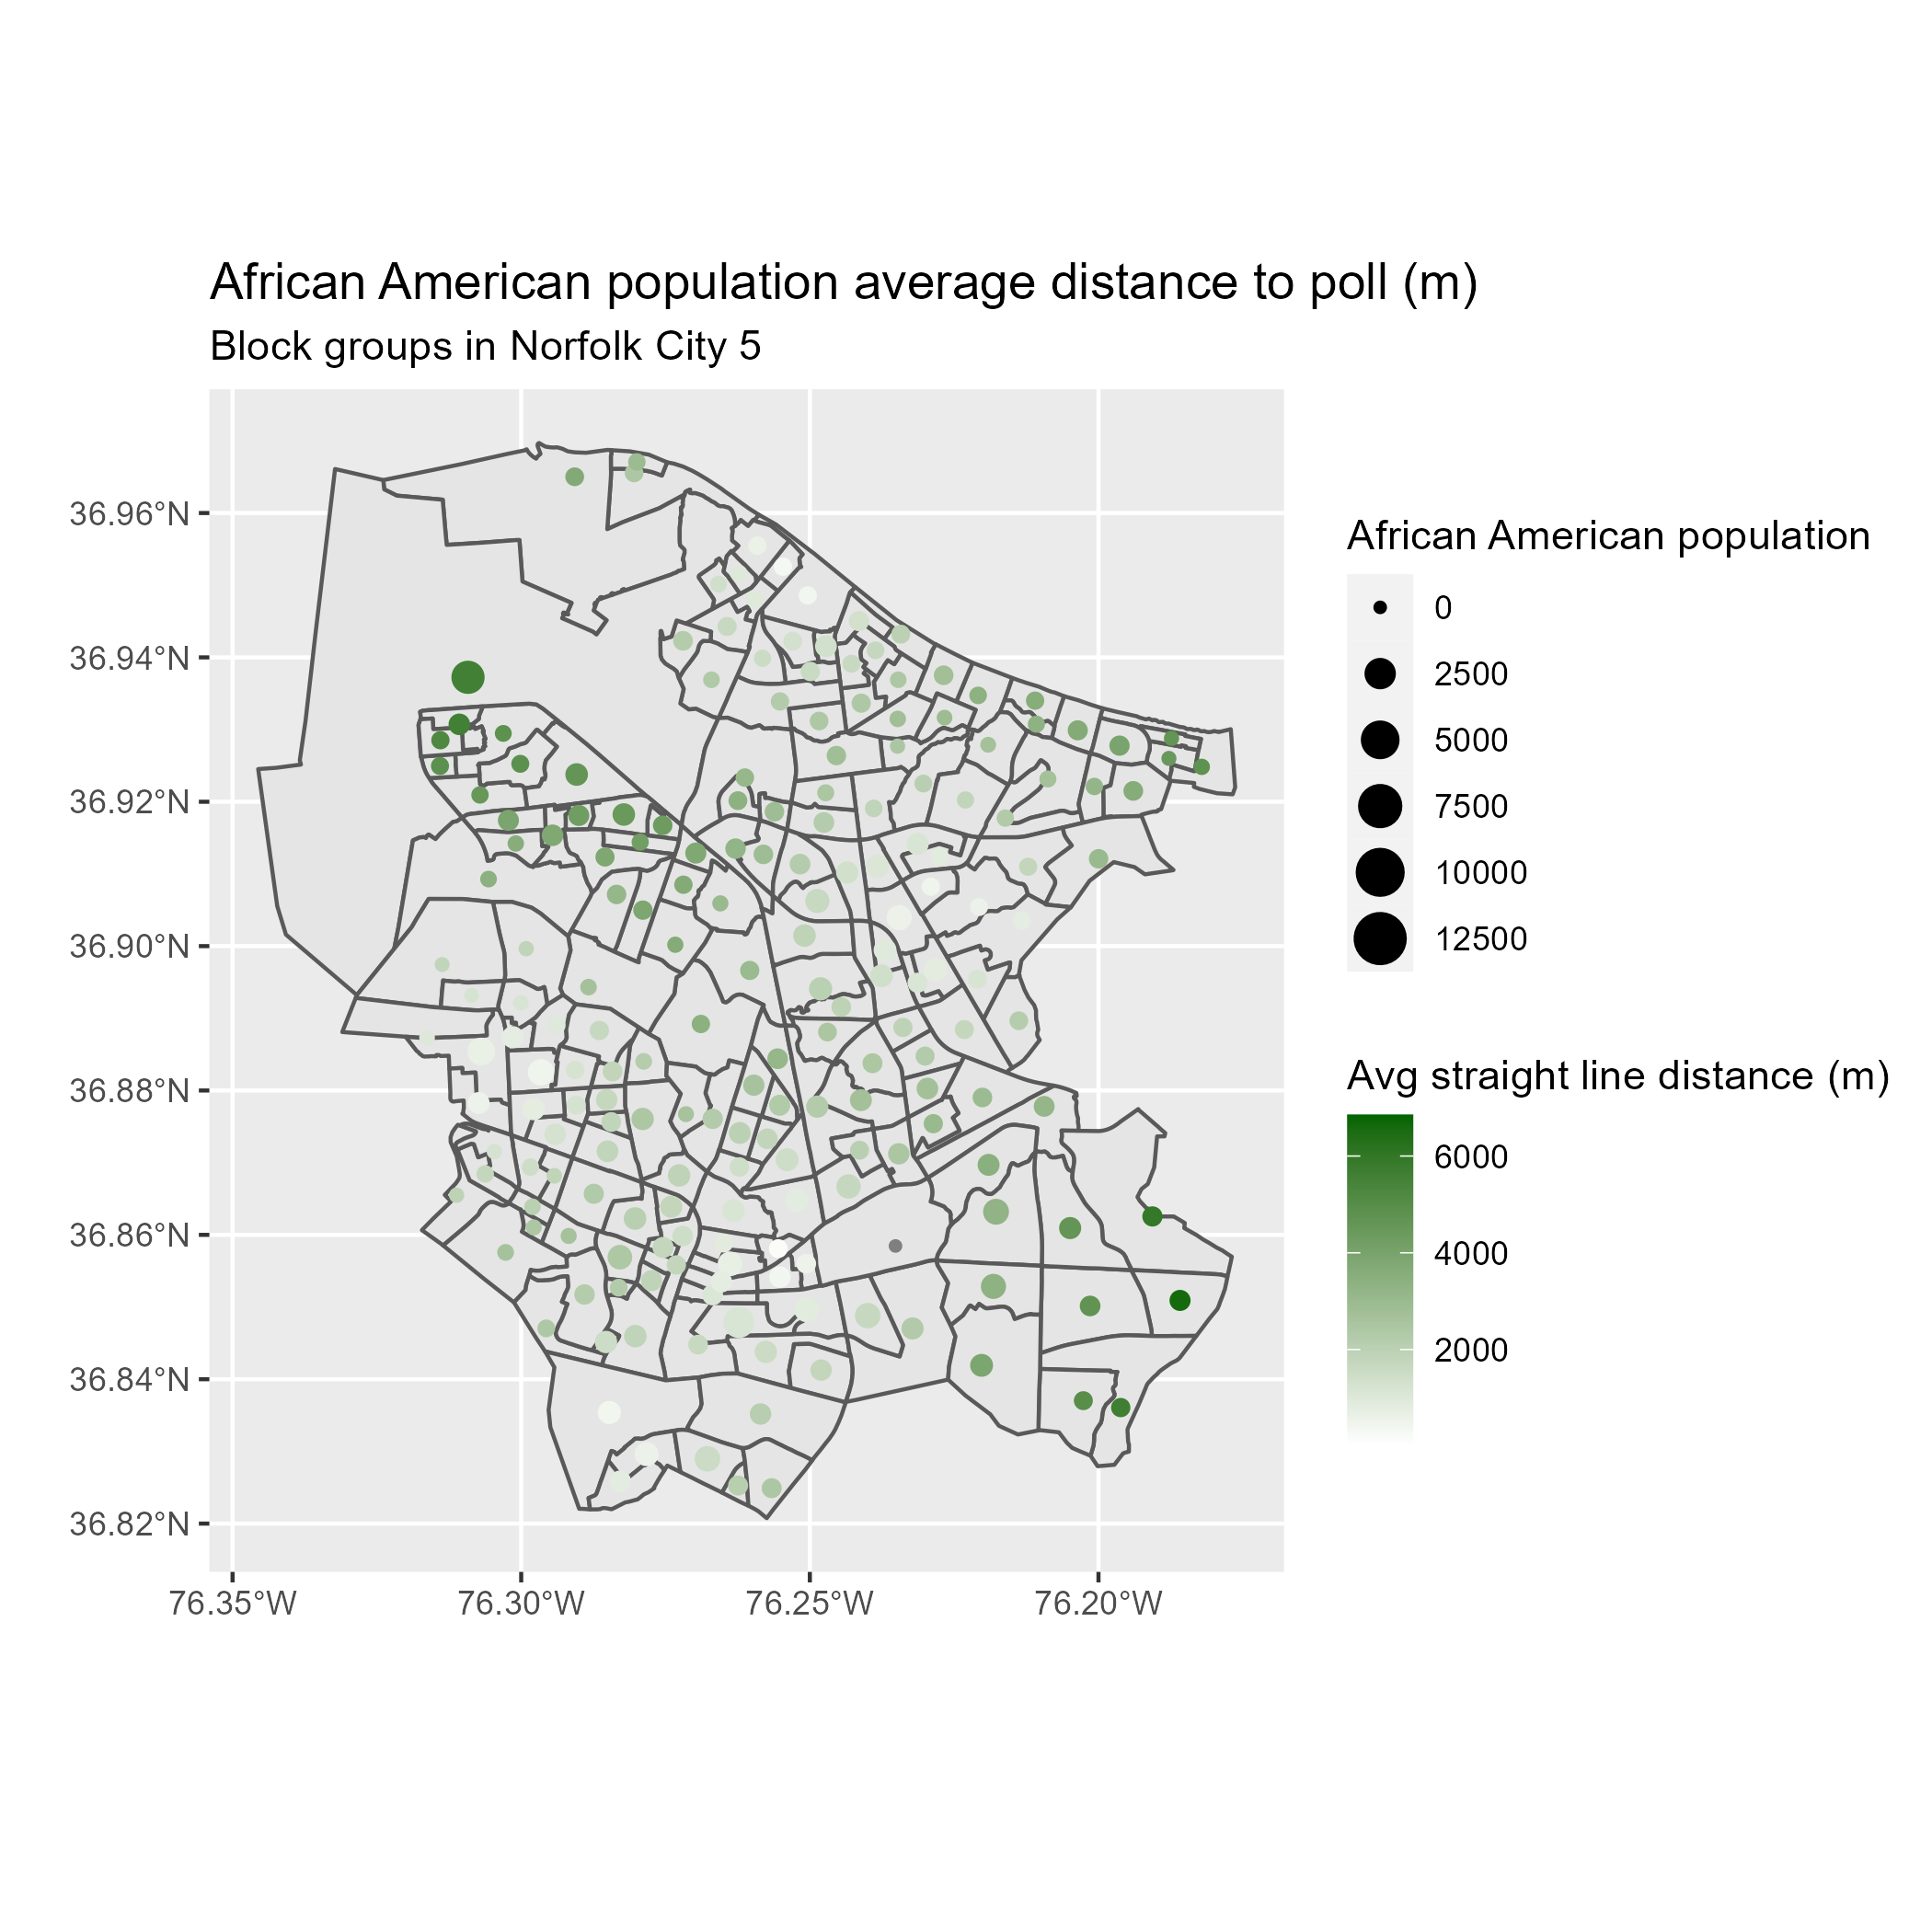 African American population average distance to poll (m)
Block groups in Norfolk City 5
36.96°N
36.94°N
36.92°N
36.90°N
36.88°N
36.86°N
36.84°N
36.82°N
76.35°W
76.30°W
76.25°W
76.20°W
African American population
0
2500
5000
7500
10000
12500
Avg straight line distance (m)
6000
4000
2000